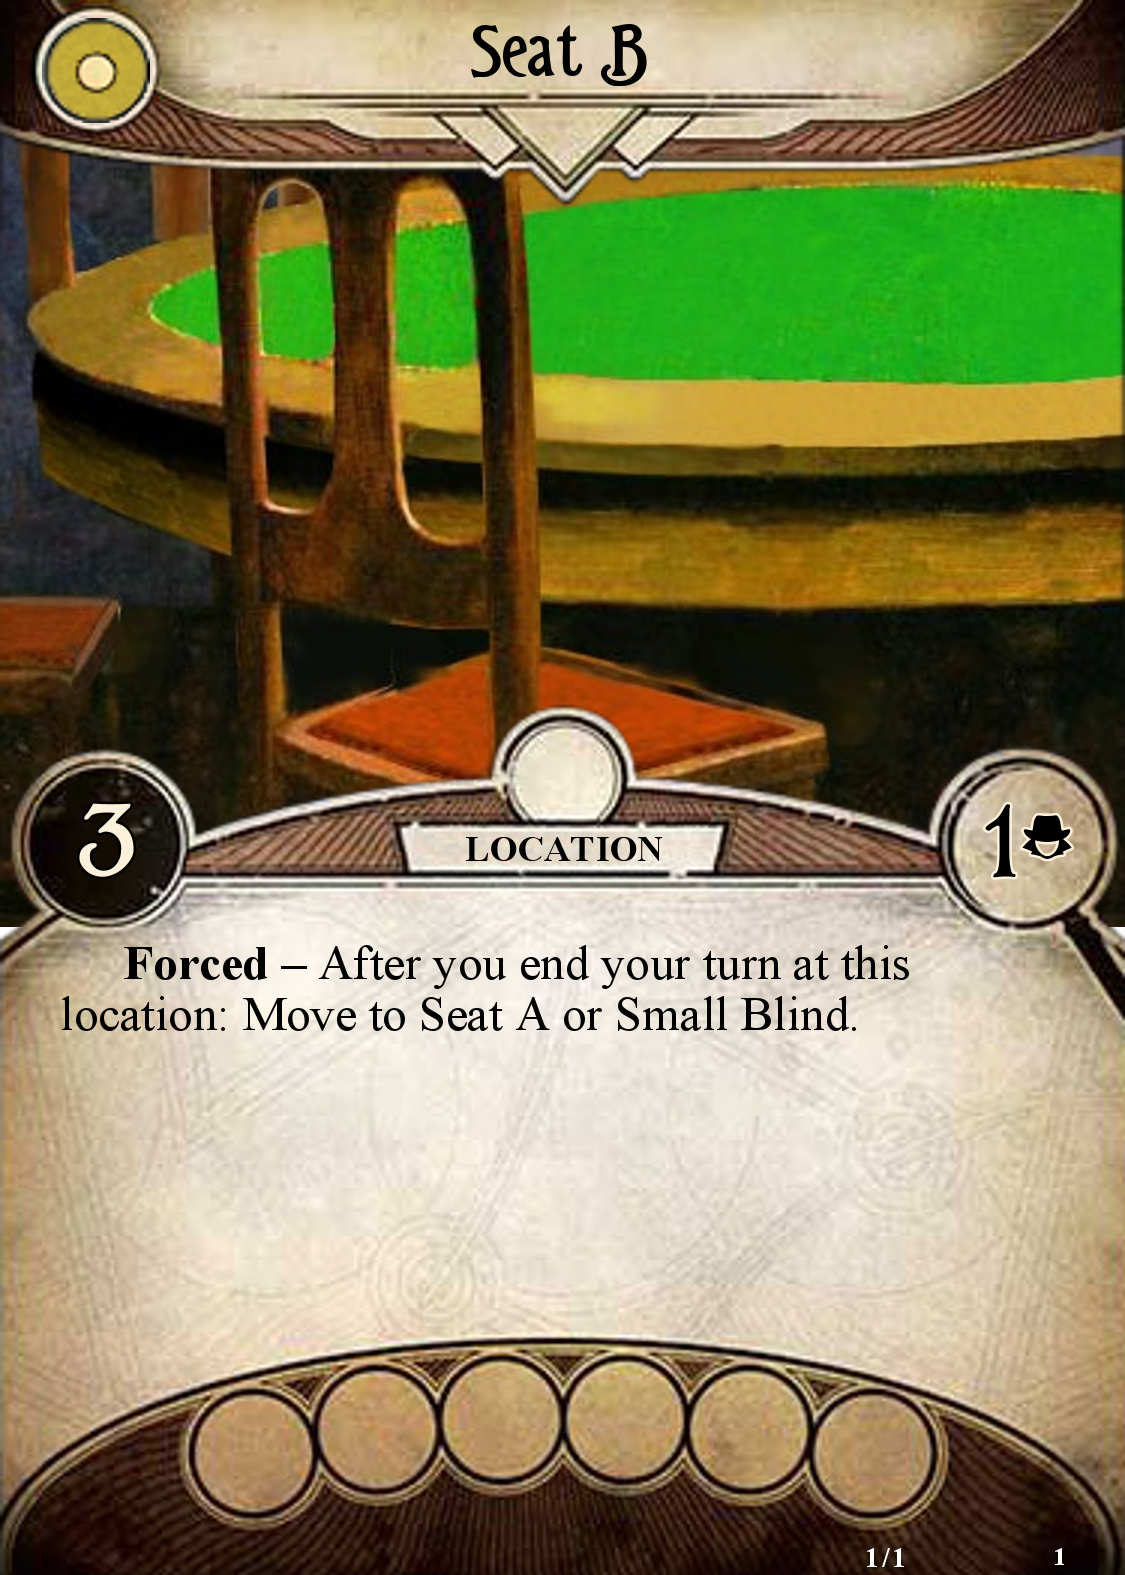 Seat B
3
LOCATION
1
Forced – After you end your turn at this
location: Move to Seat A or Small Blind.
1/1
1